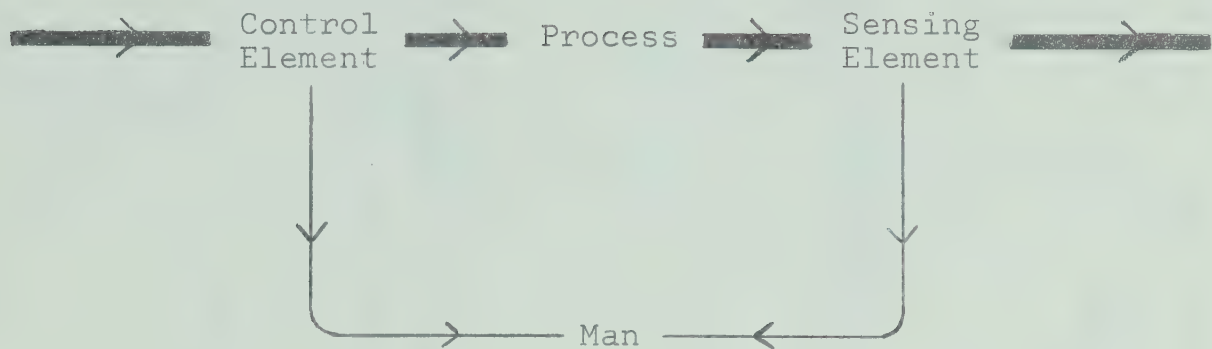 Control Element
Process
Sensing Element
Man